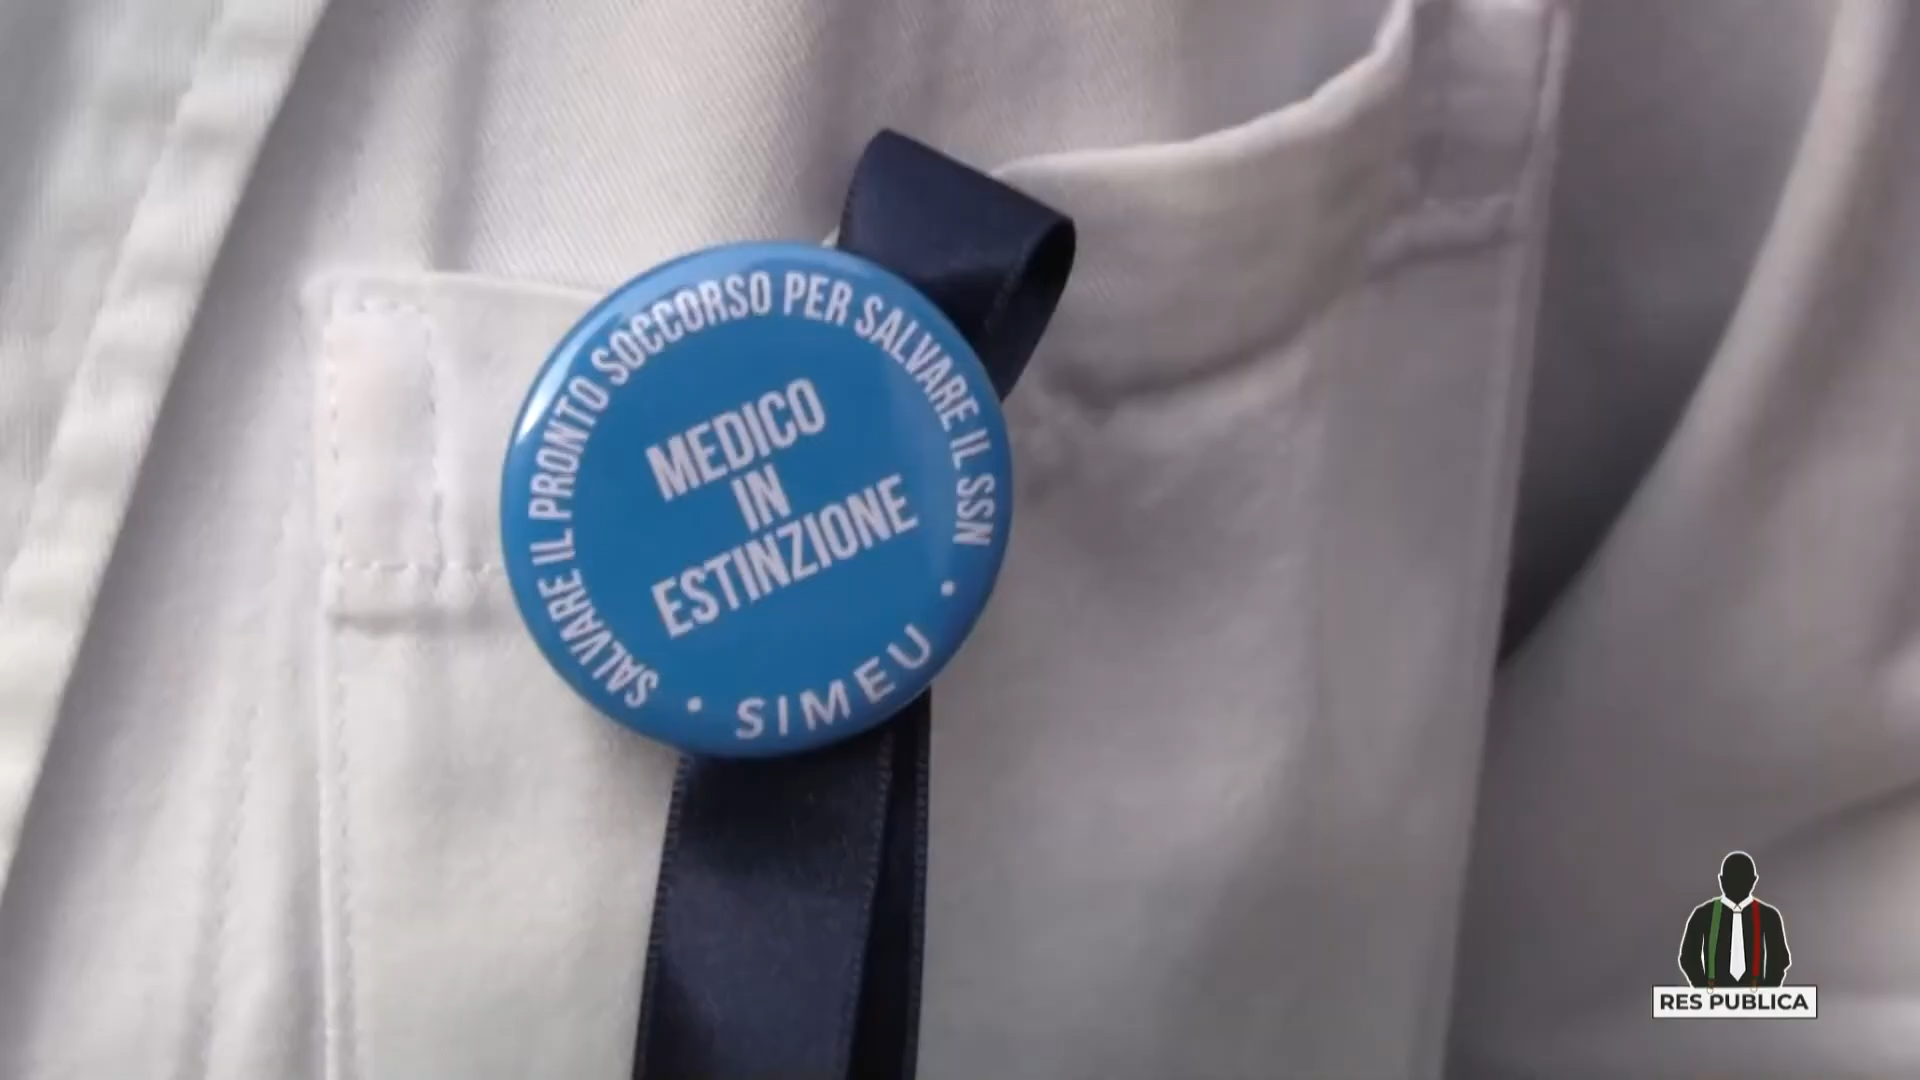 SALVARE IL PRONTO SOCCORSO PER SALVARE IL SSN
MEDICO
IN
ESTINZIONE
• SIMEU •
RES PUBLICA